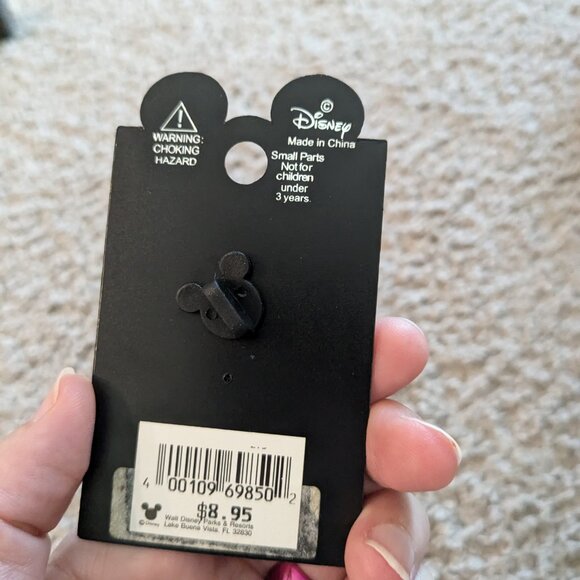 WARNING:
CHOKING
HAZARD
©
Disney
Made in China
Small Parts
Not for
children
under
3 years.
4 00109 69850 2
$8.95
Walt Disney Parks & Resorts
©Disney Lake Buena Vista, FL 32830